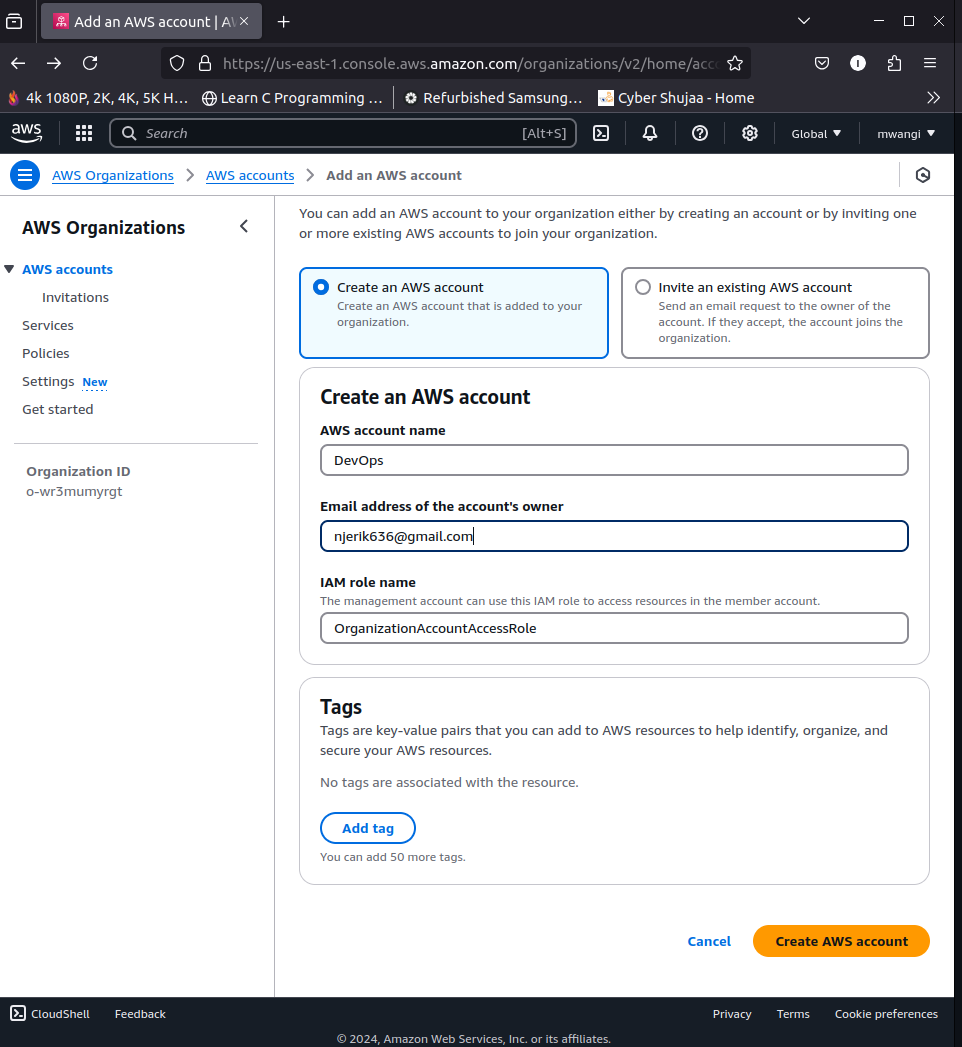 Add an AWS account | AW
https://us-east-1.console.aws.amazon.com/organizations/v2/home/acc
4k 1080P, 2K, 4K, 5K H...
Learn C Programming ...
Refurbished Samsung...
Cyber Shujaa - Home
aws
Search
[Alt+S]
Global
mwangi
AWS Organizations
AWS accounts
Add an AWS account
AWS Organizations
AWS accounts
Invitations
Services
Policies
Settings New
Get started
Organization ID
o-wr3mumyrgt
You can add an AWS account to your organization either by creating an account or by inviting one
or more existing AWS accounts to join your organization.
Create an AWS account
Create an AWS account that is added to your
organization.
Invite an existing AWS account
Send an email request to the owner of the
account. If they accept, the account joins the
organization.
Create an AWS account
AWS account name
DevOps
Email address of the account's owner
njerik636@gmail.com
IAM role name
The management account can use this IAM role to access resources in the member account.
OrganizationAccountAccessRole
Tags
Tags are key-value pairs that you can add to AWS resources to help identify, organize, and
secure your AWS resources.
No tags are associated with the resource.
Add tag
You can add 50 more tags.
Cancel
Create AWS account
CloudShell
Feedback
Privacy
Terms
Cookie preferences
© 2024, Amazon Web Services, Inc. or its affiliates.